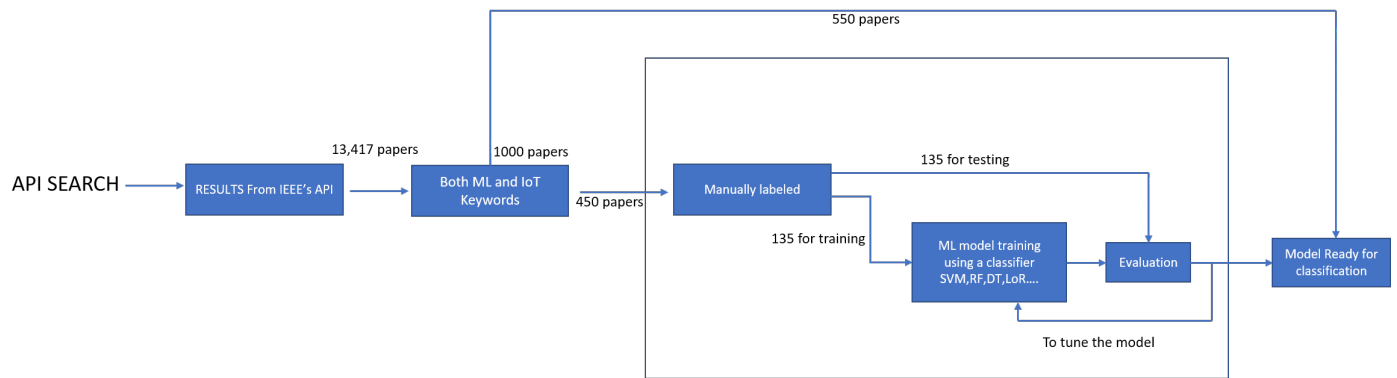 550 papers
13,417 papers
1000 papers
API SEARCH
RESULTS From IEEE's API
Both ML and IoT
Keywords
450 papers
Manually labeled
135 for testing
135 for training
ML model training
using a classifier
SVM,RF,DT,LoR....
Evaluation
Model Ready for
classification
To tune the model